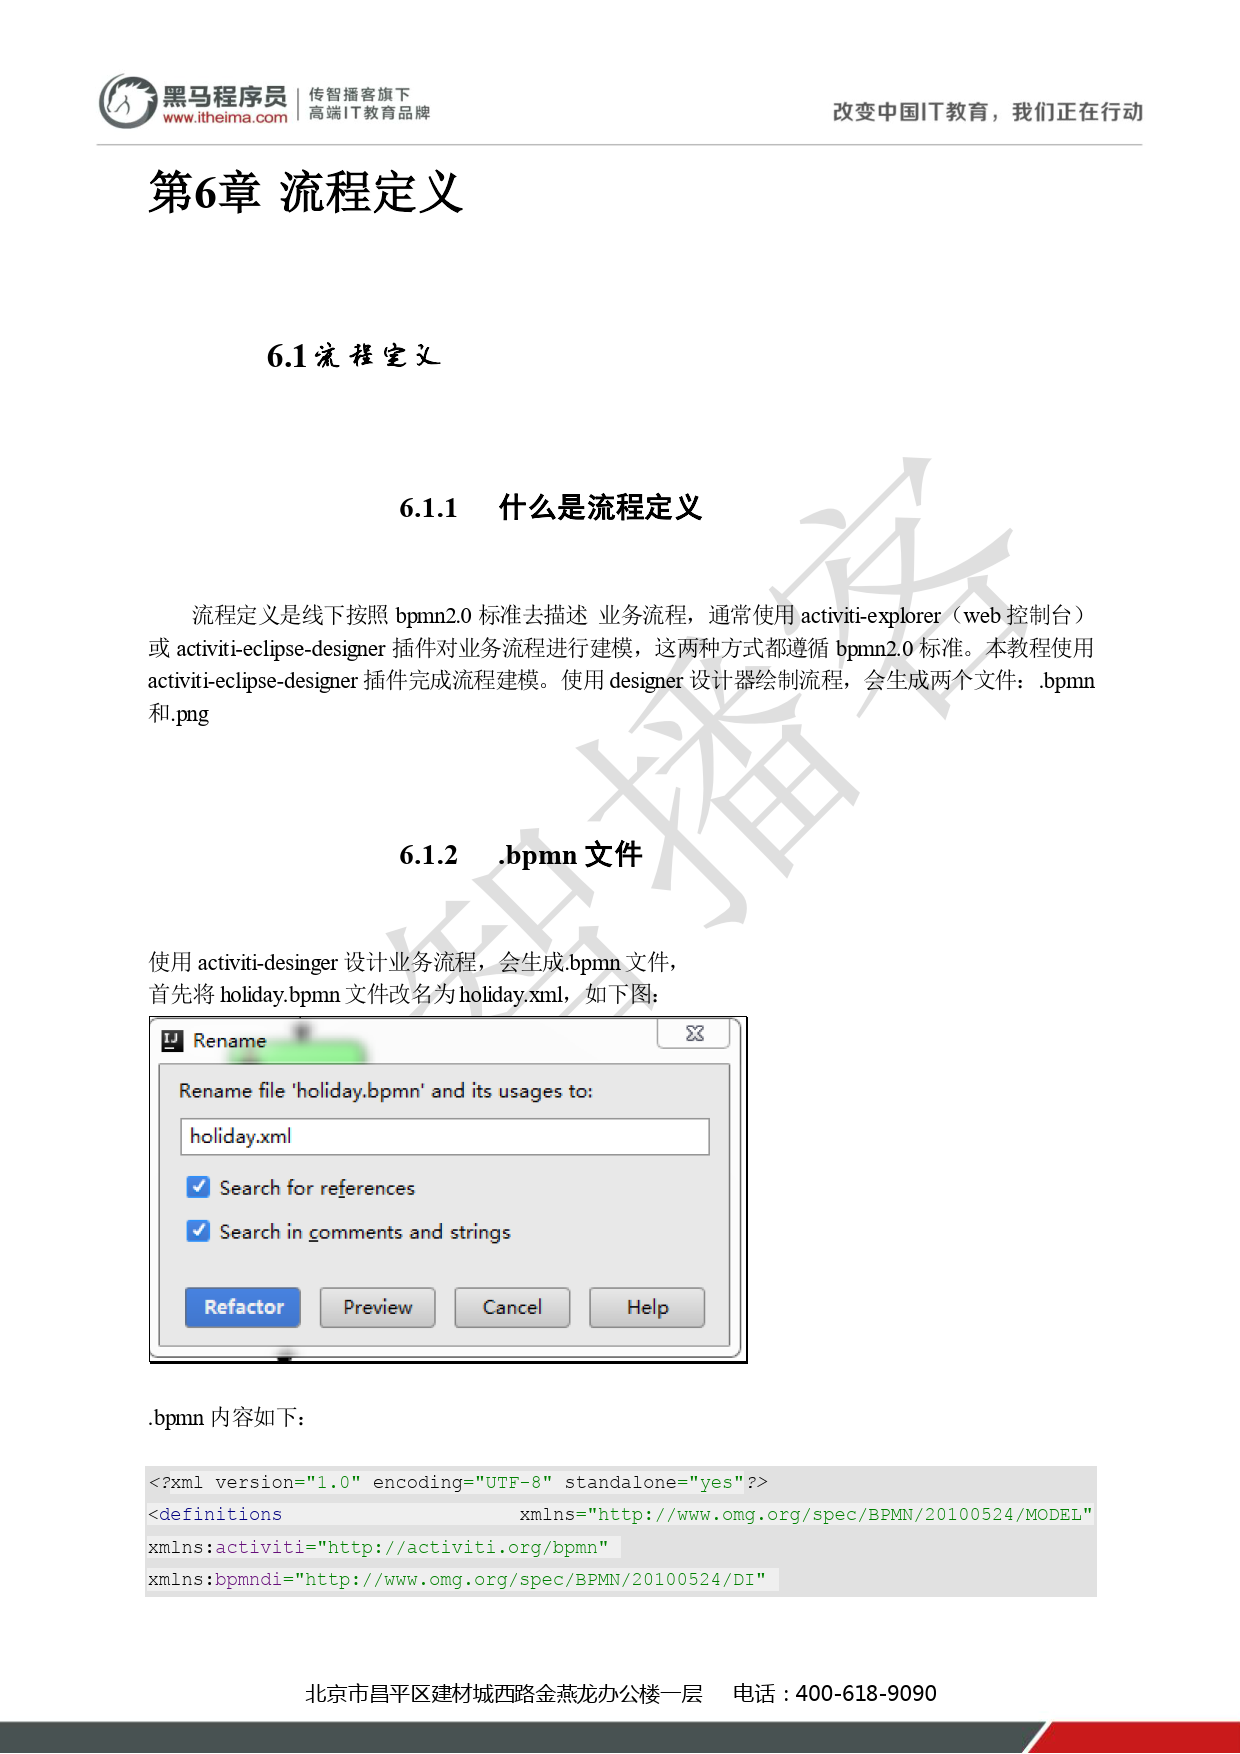 黑马程序员
www.itheima.com
传智播客旗下
高端IT教育品牌
改变中国IT教育，我们正在行动
第6章 流程定义
6.1流程定义
6.1.1 什么是流程定义
流程定义是线下按照 bpmn2.0 标准去描述 业务流程，通常使用 activiti-explorer（web 控制台）
或 activiti-eclipse-designer 插件对业务流程进行建模，这两种方式都遵循 bpmn2.0 标准。本教程使用
activiti-eclipse-designer 插件完成流程建模。使用 designer 设计器绘制流程，会生成两个文件：.bpmn
和.png
6.1.2 .bpmn 文件
使用 activiti-desinger 设计业务流程，会生成.bpmn 文件，
首先将 holiday.bpmn 文件改名为 holiday.xml，如下图：
IJ Rename
Rename file 'holiday.bpmn' and its usages to:
holiday.xml
Search for references
Search in comments and strings
Refactor Preview Cancel Help
.bpmn 内容如下：
<?xml version="1.0" encoding="UTF-8" standalone="yes"?>
<definitions xmlns="http://www.omg.org/spec/BPMN/20100524/MODEL"
xmlns:activiti="http://activiti.org/bpmn"
xmlns:bpmndi="http://www.omg.org/spec/BPMN/20100524/DI"
智播客
北京市昌平区建材城西路金燕龙办公楼一层 电话：400-618-9090